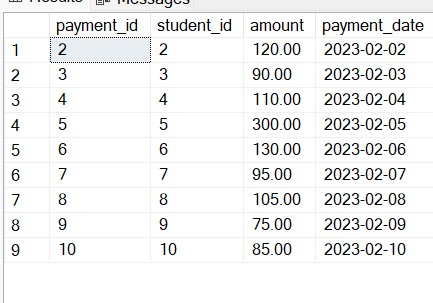 Results Messages
payment_id student_id amount payment_date
1 2 2 120.00 2023-02-02
2 3 3 90.00 2023-02-03
3 4 4 110.00 2023-02-04
4 5 5 300.00 2023-02-05
5 6 6 130.00 2023-02-06
6 7 7 95.00 2023-02-07
7 8 8 105.00 2023-02-08
8 9 9 75.00 2023-02-09
9 10 10 85.00 2023-02-10